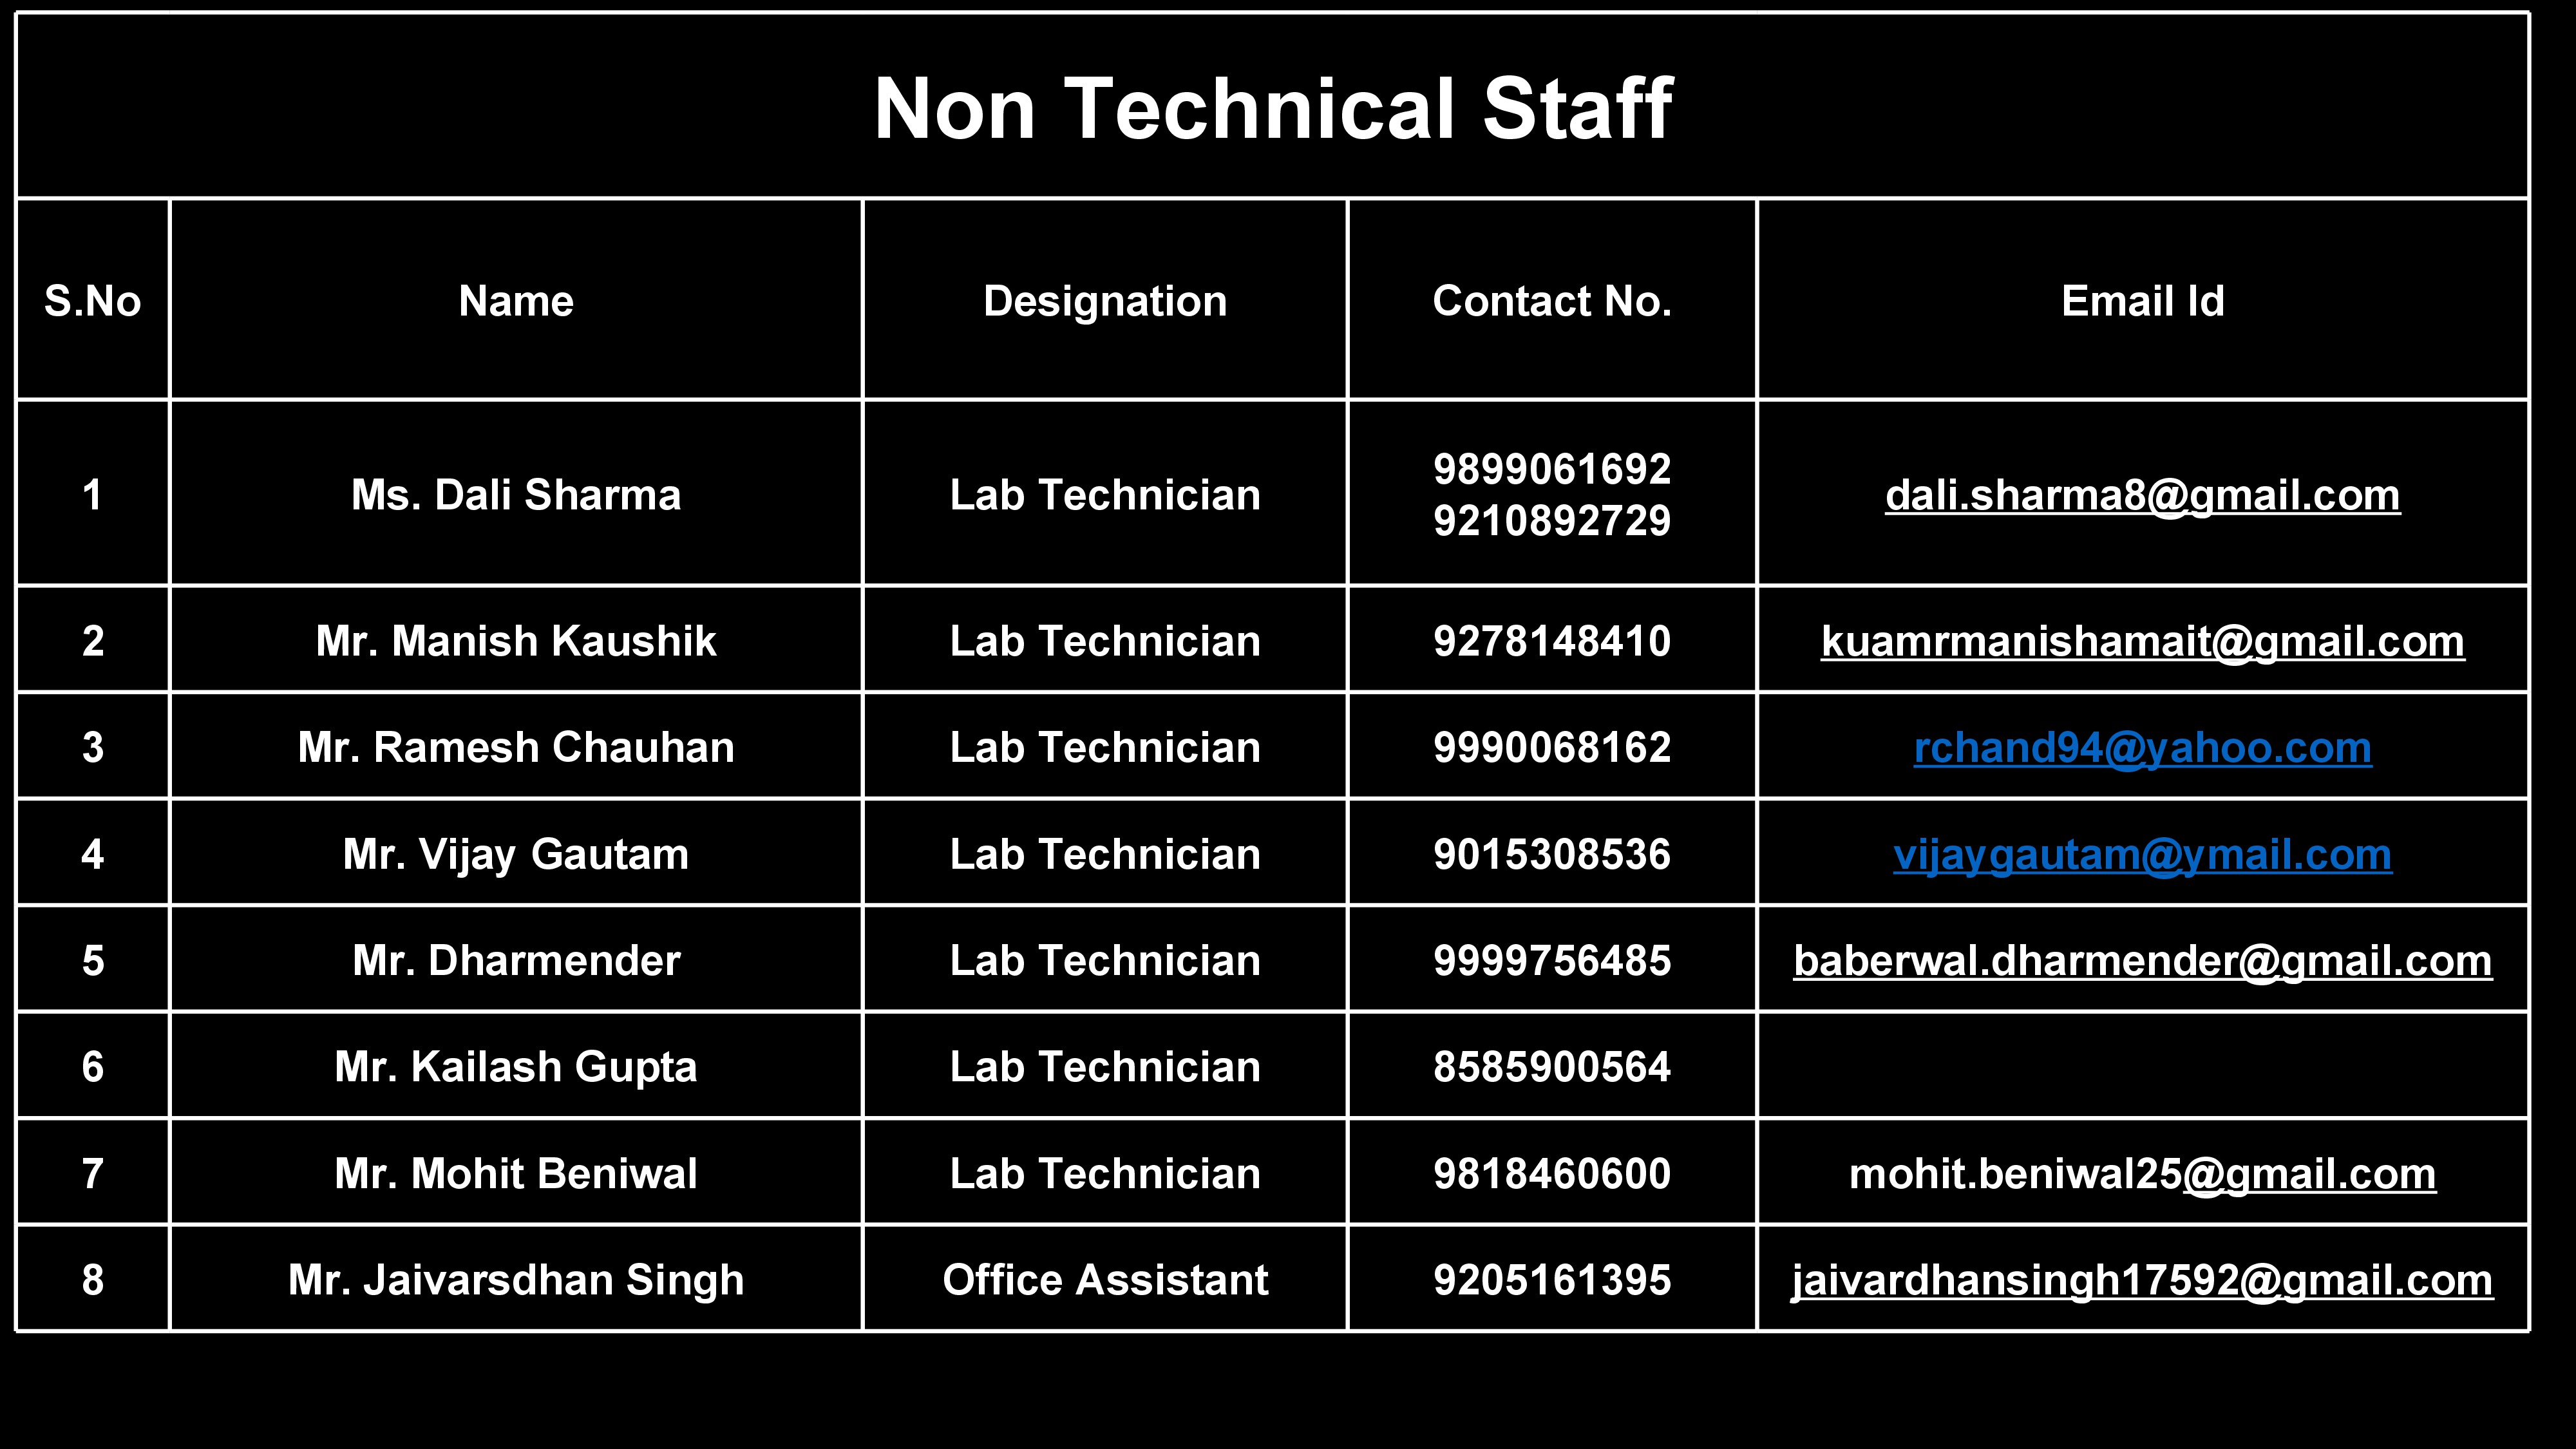 Non Technical Staff
S.No Name Designation Contact No. Email Id
1 Ms. Dali Sharma Lab Technician 9899061692 9210892729 dali.sharma8@gmail.com
2 Mr. Manish Kaushik Lab Technician 9278148410 kuamrmanishamait@gmail.com
3 Mr. Ramesh Chauhan Lab Technician 9990068162 rchand94@yahoo.com
4 Mr. Vijay Gautam Lab Technician 9015308536 vijaygautam@ymail.com
5 Mr. Dharmender Lab Technician 9999756485 baberwal.dharmender@gmail.com
6 Mr. Kailash Gupta Lab Technician 8585900564
7 Mr. Mohit Beniwal Lab Technician 9818460600 mohit.beniwal25@gmail.com
8 Mr. Jaivarsdhan Singh Office Assistant 9205161395 jaivardhansingh17592@gmail.com